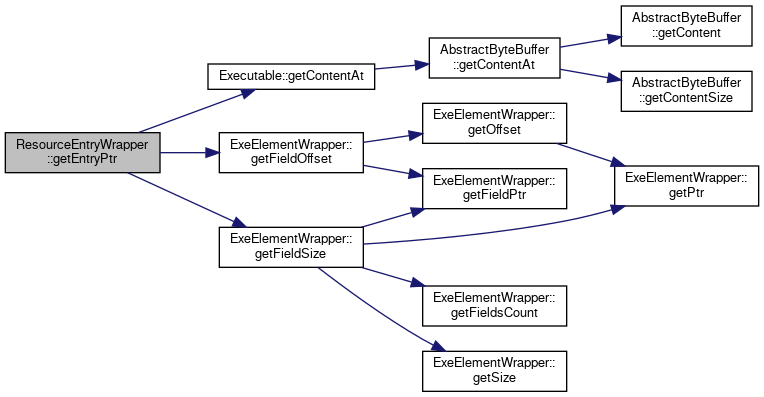 ResourceEntryWrapper
::getEntryPtr
Executable::getContentAt
AbstractByteBuffer
::getContentAt
AbstractByteBuffer
::getContent
AbstractByteBuffer
::getContentSize
ExeElementWrapper::
getFieldOffset
ExeElementWrapper::
getOffset
ExeElementWrapper::
getFieldPtr
ExeElementWrapper::
getPtr
ExeElementWrapper::
getFieldSize
ExeElementWrapper::
getFieldsCount
ExeElementWrapper::
getSize